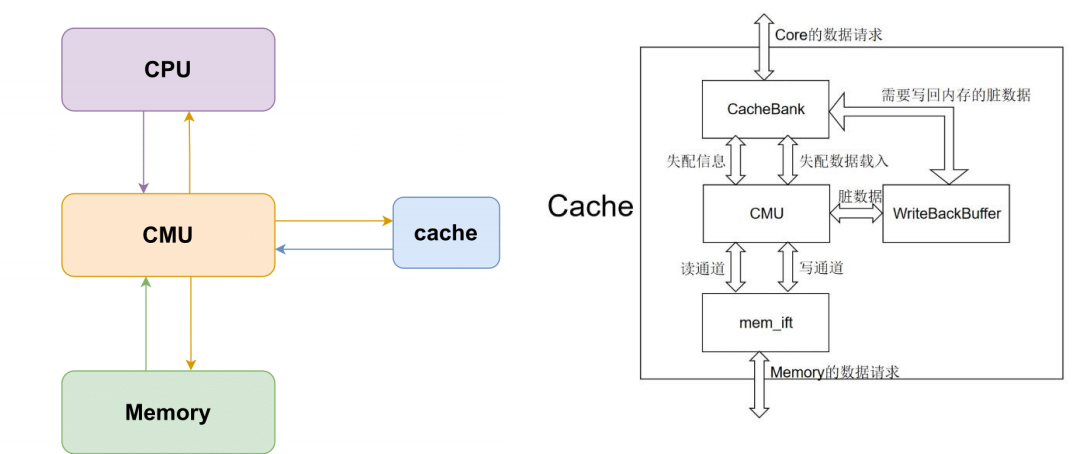 CPU
CMU
cache
Memory
Cache
Core的数据请求
CacheBank
需要写回内存的脏数据
失配信息
失配数据载入
CMU
脏数据
WriteBackBuffer
读通道
写通道
mem_ift
Memory的数据请求